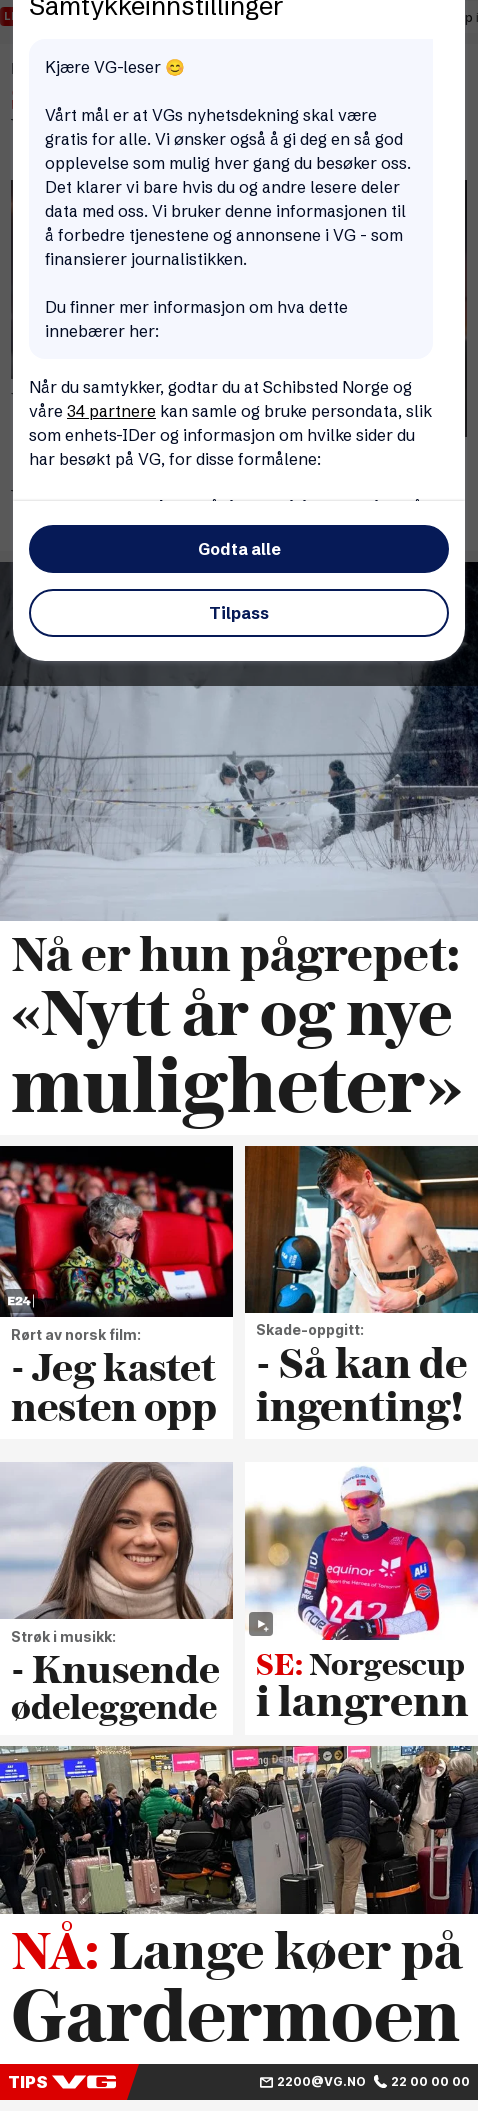 Samtykkeinnstillinger
Kjære VG-leser 😊
Vårt mål er at VGs nyhetsdekning skal være
gratis for alle. Vi ønsker også å gi deg en så god
opplevelse som mulig hver gang du besøker oss.
Det klarer vi bare hvis du og andre lesere deler
data med oss. Vi bruker denne informasjonen til
å forbedre tjenestene og annonsene i VG - som
finansierer journalistikken.
Du finner mer informasjon om hva dette
innebærer her:
Når du samtykker, godtar du at Schibsted Norge og
våre 34 partnere kan samle og bruke persondata, slik
som enhets-IDer og informasjon om hvilke sider du
har besøkt på VG, for disse formålene:
Godta alle
Tilpass
Nå er hun pågrepet:
«Nytt år og nye
muligheter»
E24
Rørt av norsk film:
- Jeg kastet
nesten opp
Skade-oppgitt:
- Så kan de
ingenting!
Strøk i musikk:
- Knusende
ødeleggende
equinor
242
SE: Norgescup
i langrenn
NÅ: Lange køer på
Gardermoen
TIPS VG
2200@VG.NO 22 00 00 00